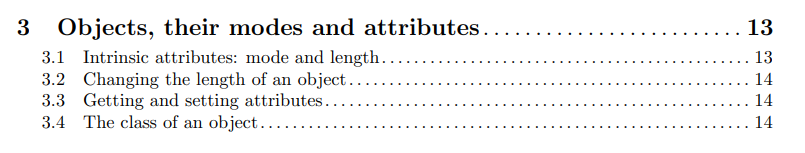 3 Objects, their modes and attributes........................ 13
3.1 Intrinsic attributes: mode and length.............................................. 13
3.2 Changing the length of an object.................................................. 14
3.3 Getting and setting attributes..................................................... 14
3.4 The class of an object............................................................. 14